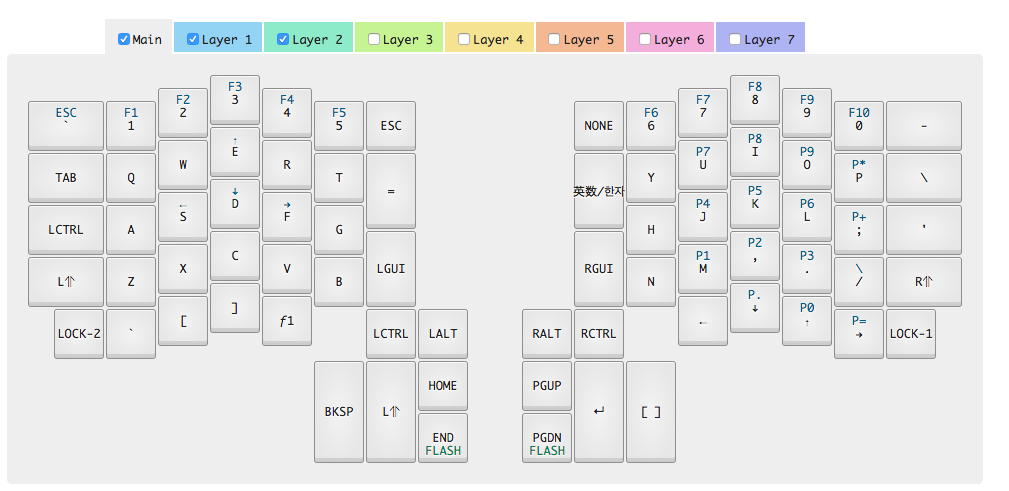 Main Layer 1 Layer 2 Layer 3 Layer 4 Layer 5 Layer 6 Layer 7
F3 F8
F2 3 F4 F7 8 F9
ESC F1 2 4 F5 ESC NONE F6 7 9 F10 -
` 1 5 6 0
↑ P8
E I
W R P7 P9
U O
TAB Q T = 英数/한자 Y P* \
P
↓ P5
D K
← → P4 P6
S F J L
LCTRL A G H P+ '
;
C P2
,
X V LGUI RGUI P1 P3
M .
L⇑ Z B N \ R⇑
/
] P.
↓
[ ƒ1 ← P0
↑
LOCK-2 ` LCTRL LALT RALT RCTRL P= LOCK-1
→
HOME PGUP
BKSP L⇑ ↵ [ ]
END PGDN
FLASH FLASH